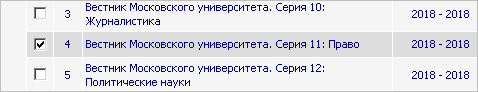 3 Вестник Московского университета. Серия 10: 2018 - 2018
Журналистика
4 Вестник Московского университета. Серия 11: Право 2018 - 2018
Вестник Московского университета. Серия 12:
5 2018 - 2018
Политические науки